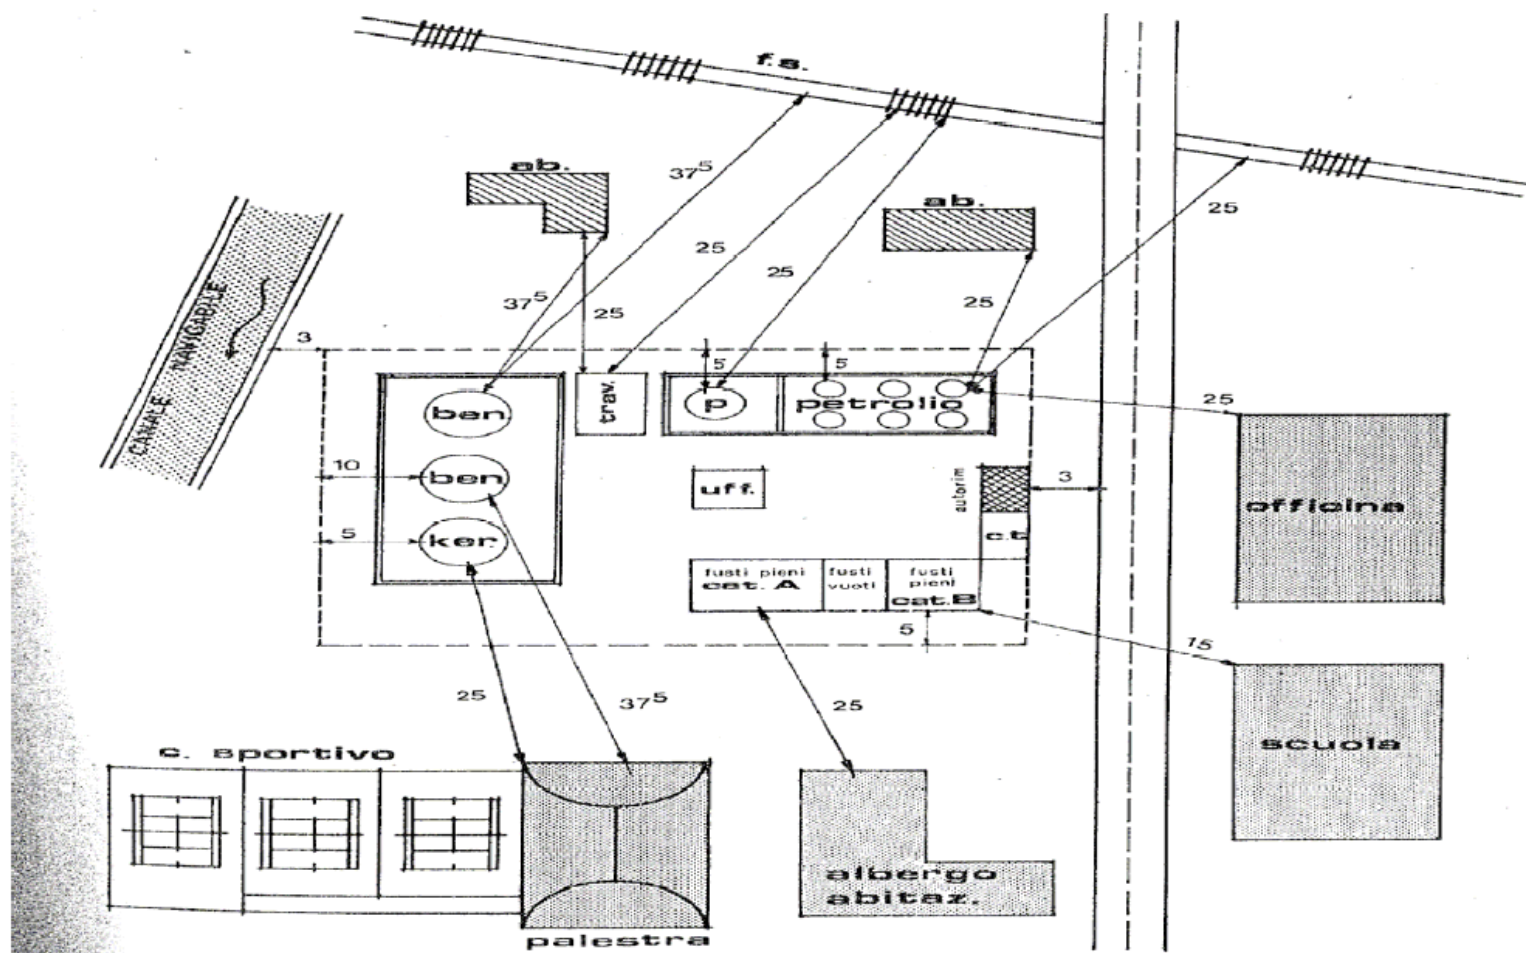 f.s.
ab.
37⁵
ab.
25
25
25
37⁵
25
25
3
CANALE NAVIGABILE
5
5
ben
trav.
p
petrolio
25
10
ben
uff.
autorim
3
officina
5
ker.
c.t.
fusti pieni
cat. A
fusti
vuoti
fusti
pieni
cat.B
5
15
25
37⁵
25
scuola
c. sportivo
albergo
abitaz.
palestra